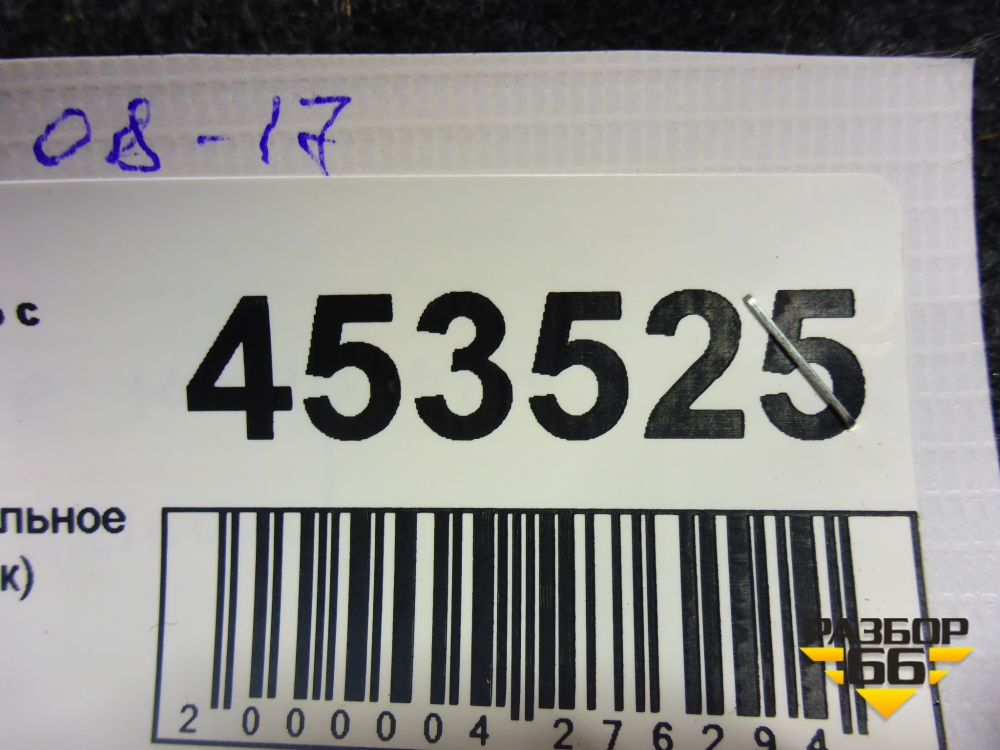 08-17
с
453525
льное
к)
2 000004 276294
РАЗБОР
66